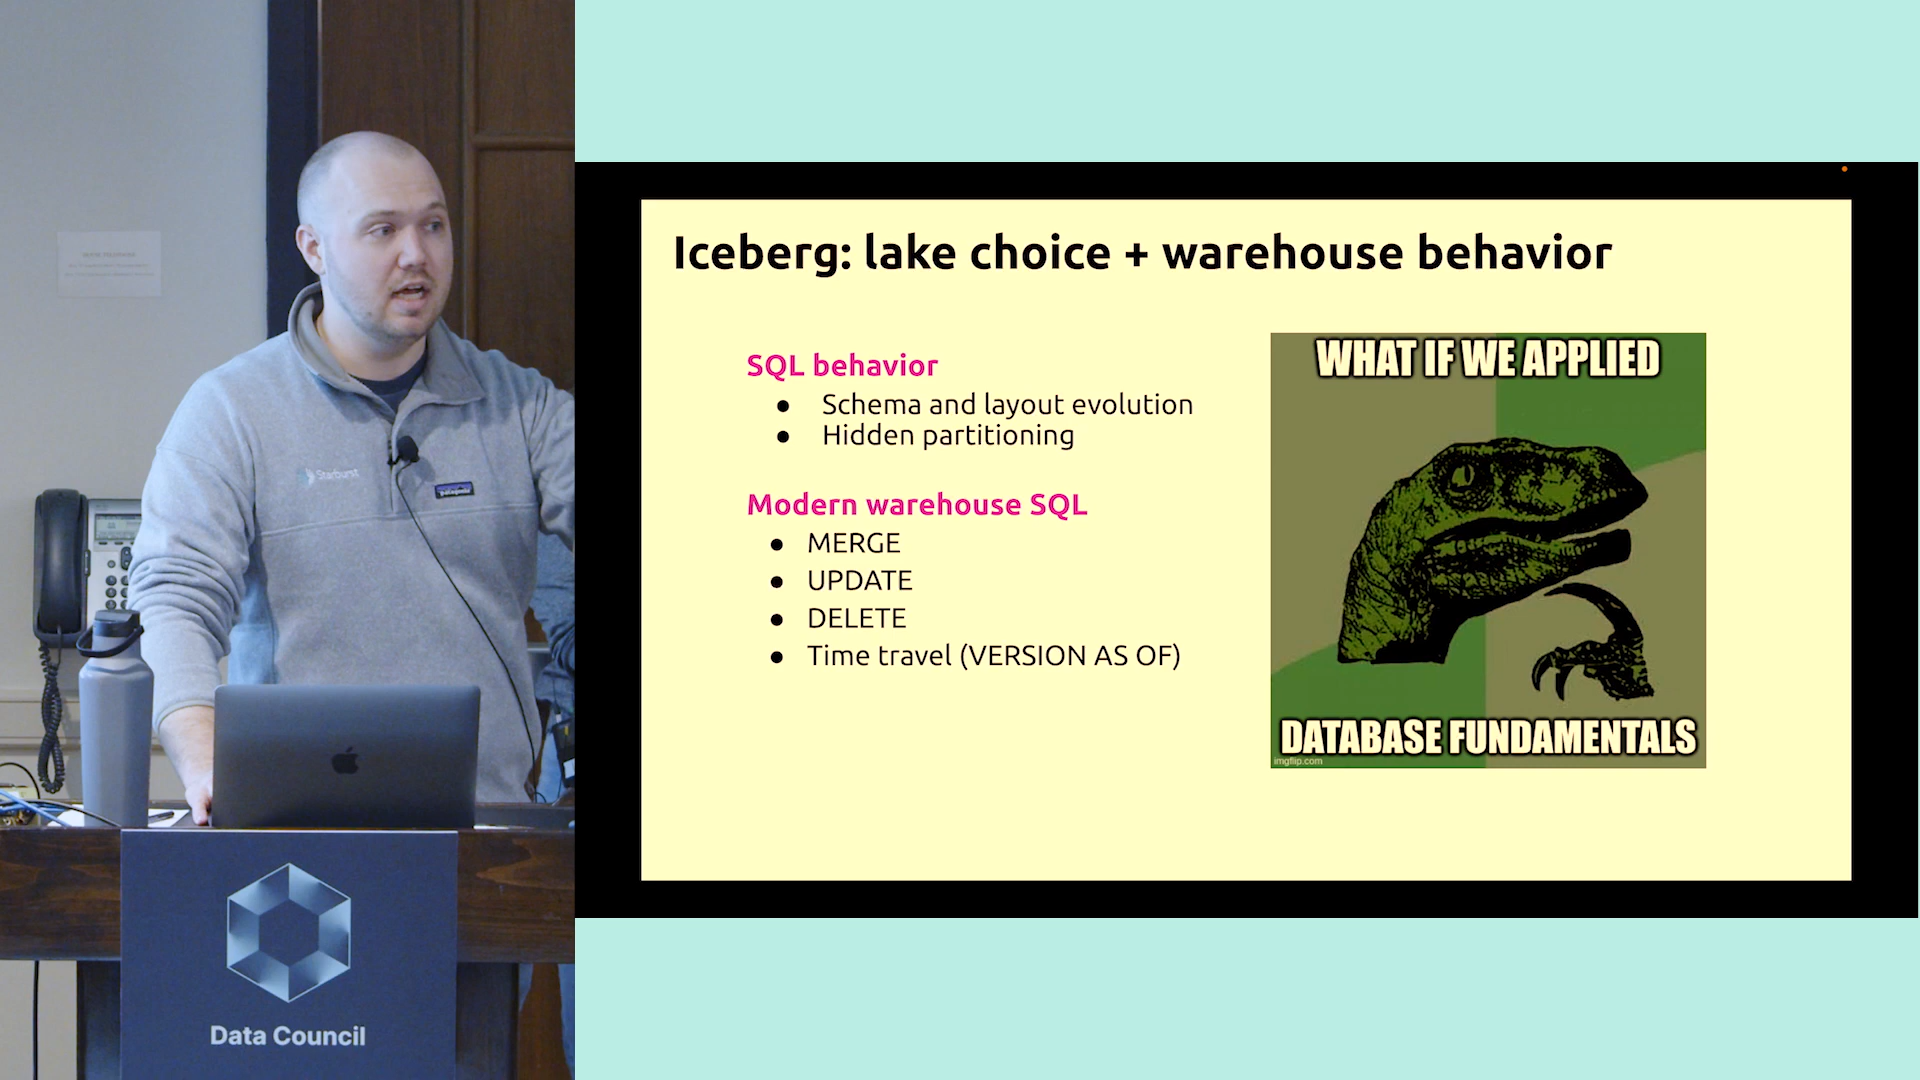 Iceberg: lake choice + warehouse behavior
SQL behavior
● Schema and layout evolution
● Hidden partitioning
Modern warehouse SQL
● MERGE
● UPDATE
● DELETE
● Time travel (VERSION AS OF)
WHAT IF WE APPLIED
DATABASE FUNDAMENTALS
imgflip.com
Starburst
patagonia
Data Council